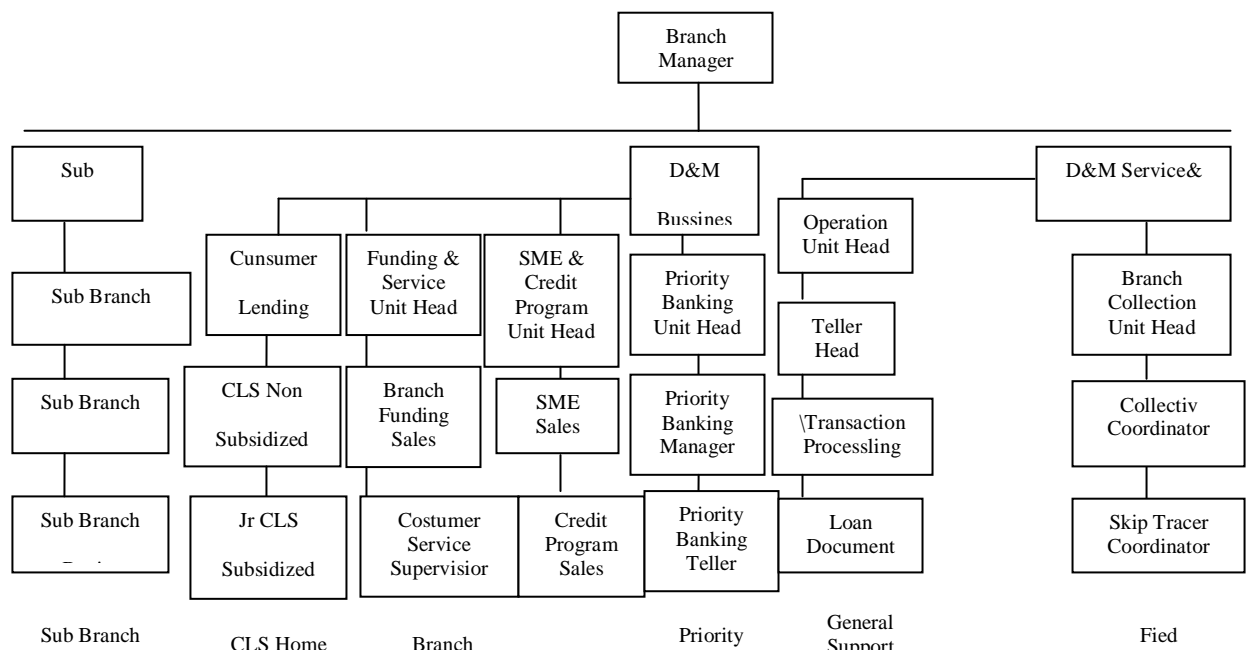 Branch
Manager
Sub
D&M
Bussines
D&M Service&
Operation
Unit Head
Cunsumer
Lending
Funding &
Service
Unit Head
SME &
Credit
Program
Unit Head
Priority
Banking
Unit Head
Branch
Collection
Unit Head
Sub Branch
Teller
Head
Sub Branch
CLS Non
Subsidized
Branch
Funding
Sales
SME
Sales
Priority
Banking
Manager
\Transaction
Processling
Collectiv
Coordinator
Sub Branch
Jr CLS
Subsidized
Costumer
Service
Supervisior
Credit
Program
Sales
Priority
Banking
Teller
Loan
Document
Skip Tracer
Coordinator
Sub Branch
CLS Home
Branch
Priority
General
Support
Fied